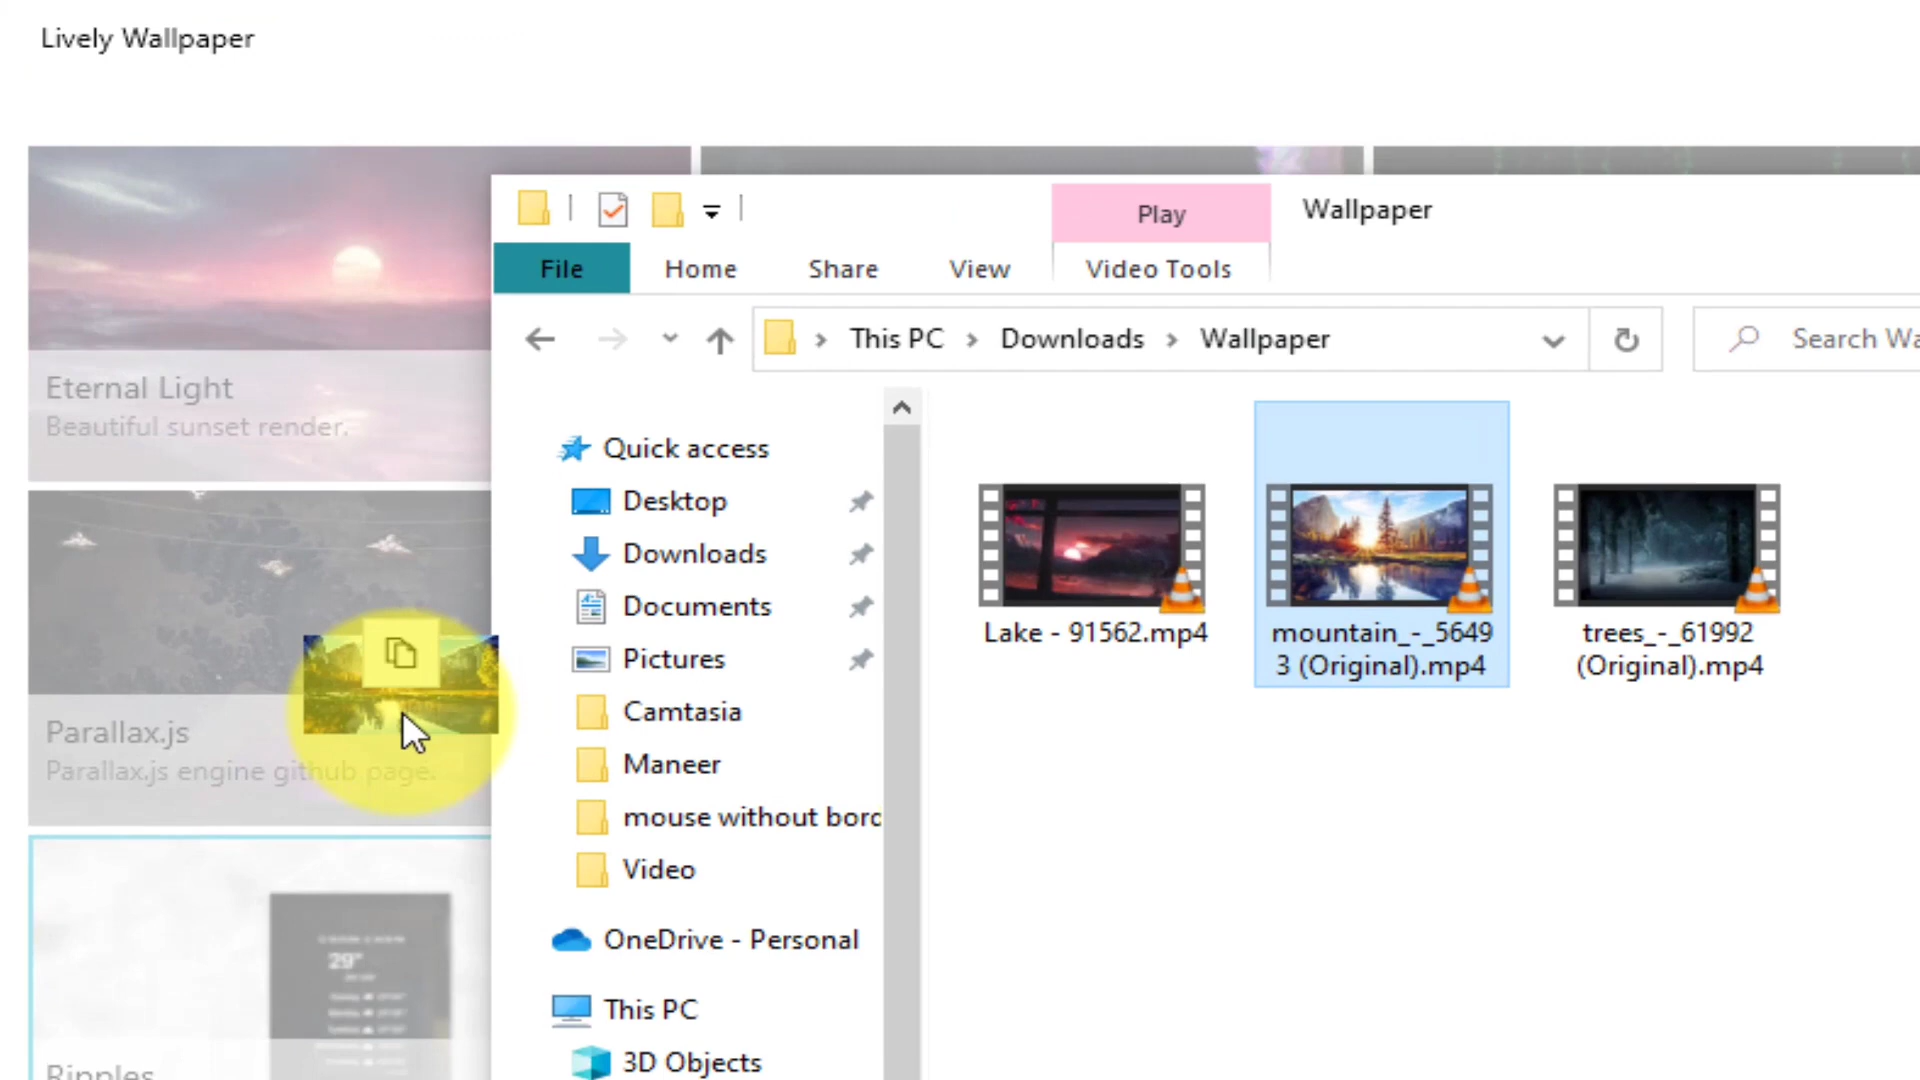 Lively Wallpaper
Play
Wallpaper
File
Home
Share
View
Video Tools
This PC
Downloads
Wallpaper
Search Wa
Eternal Light
Beautiful sunset render.
Quick access
Desktop
Downloads
Documents
Pictures
Camtasia
Maneer
mouse without bord
Video
OneDrive - Personal
This PC
3D Objects
Lake - 91562.mp4
mountain_-_5649
3 (Original).mp4
trees_-_61992
(Original).mp4
Parallax.js
Parallax.js engine github page.
29°
Ripples